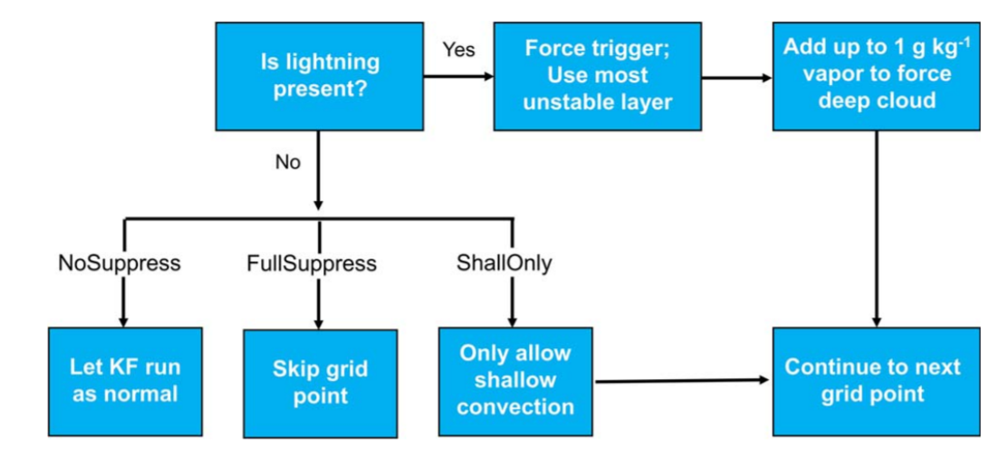 Is lightning
present?
Yes
Force trigger;
Use most
unstable layer
Add up to 1 g kg⁻¹
vapor to force
deep cloud
No
NoSuppress
FullSuppress
ShallOnly
Let KF run
as normal
Skip grid
point
Only allow
shallow
convection
Continue to next
grid point